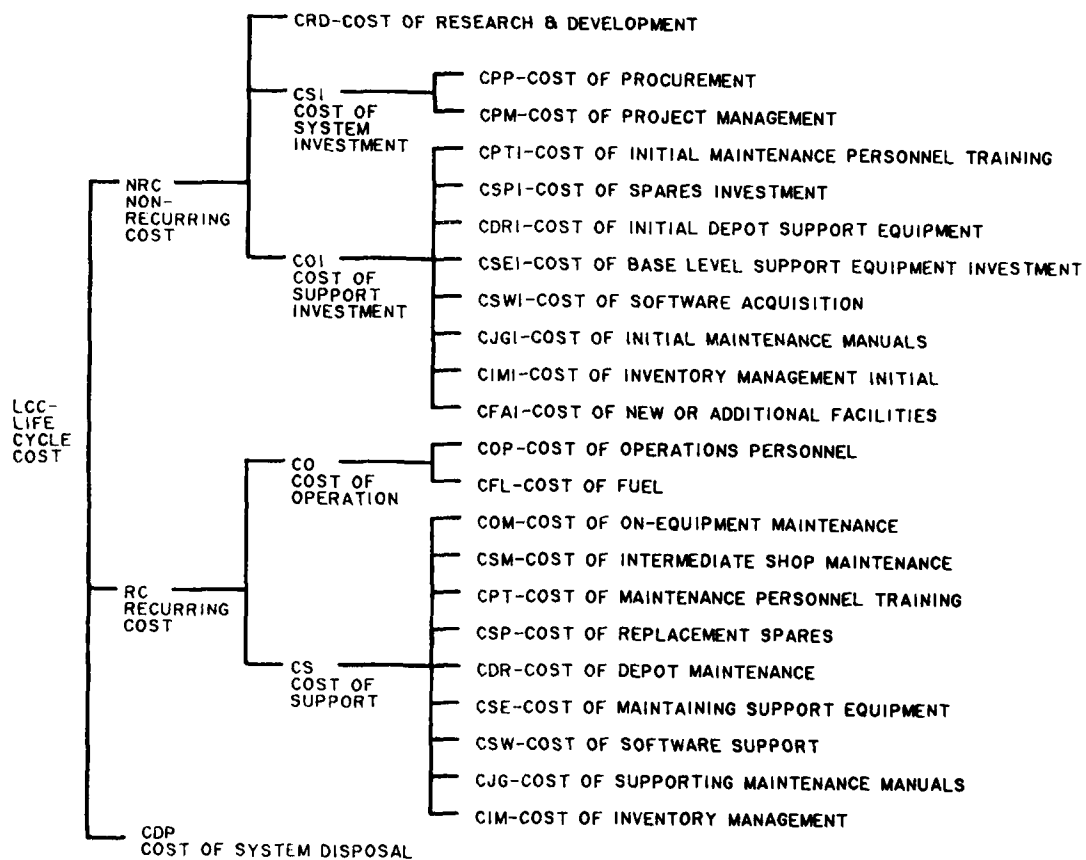 CRD-COST OF RESEARCH & DEVELOPMENT
CPP-COST OF PROCUREMENT
CSI
COST OF
SYSTEM
INVESTMENT
CPM-COST OF PROJECT MANAGEMENT
CPTI-COST OF INITIAL MAINTENANCE PERSONNEL TRAINING
NRC
NON-
RECURRING
COST
CSPI-COST OF SPARES INVESTMENT
CDRI-COST OF INITIAL DEPOT SUPPORT EQUIPMENT
COI
COST OF
SUPPORT
INVESTMENT
CSEI-COST OF BASE LEVEL SUPPORT EQUIPMENT INVESTMENT
CSWI-COST OF SOFTWARE ACQUISITION
CJGI-COST OF INITIAL MAINTENANCE MANUALS
CIMI-COST OF INVENTORY MANAGEMENT INITIAL
CFAI-COST OF NEW OR ADDITIONAL FACILITIES
LCC-
LIFE
CYCLE
COST
COP-COST OF OPERATIONS PERSONNEL
CO
COST OF
OPERATION
CFL-COST OF FUEL
COM-COST OF ON-EQUIPMENT MAINTENANCE
CSM-COST OF INTERMEDIATE SHOP MAINTENANCE
RC
RECURRING
COST
CPT-COST OF MAINTENANCE PERSONNEL TRAINING
CSP-COST OF REPLACEMENT SPARES
CS
COST OF
SUPPORT
CDR-COST OF DEPOT MAINTENANCE
CSE-COST OF MAINTAINING SUPPORT EQUIPMENT
CSW-COST OF SOFTWARE SUPPORT
CJG-COST OF SUPPORTING MAINTENANCE MANUALS
CIM-COST OF INVENTORY MANAGEMENT
CDP
COST OF SYSTEM DISPOSAL